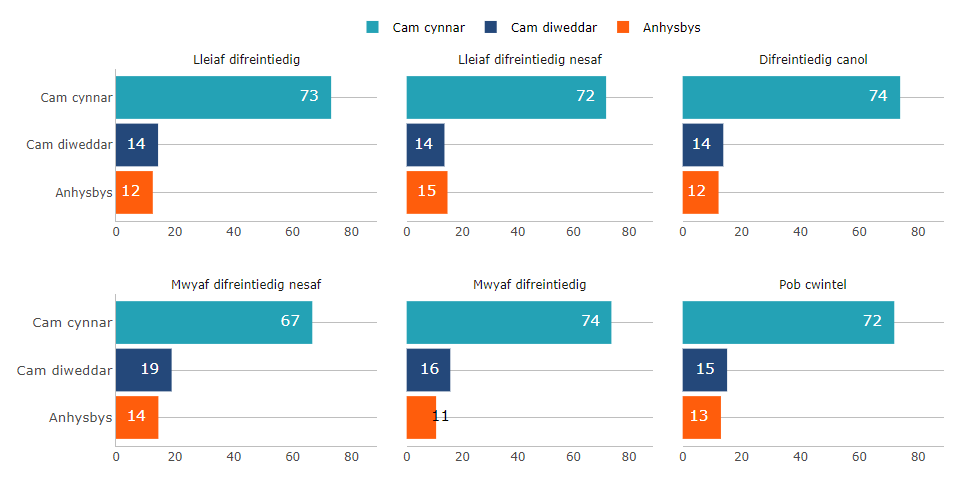 Cam cynnar Cam diweddar Anhysbys
Lleiaf difreintiedig Lleiaf difreintiedig nesaf Difreintiedig canol
Cam cynnar 73 72 74
Cam diweddar 14 14 14
Anhysbys 12 15 12
0 20 40 60 80 0 20 40 60 80 0 20 40 60 80
Mwyaf difreintiedig nesaf Mwyaf difreintiedig Pob cwintel
Cam cynnar 67 74 72
Cam diweddar 19 16 15
Anhysbys 14 11 13
0 20 40 60 80 0 20 40 60 80 0 20 40 60 80